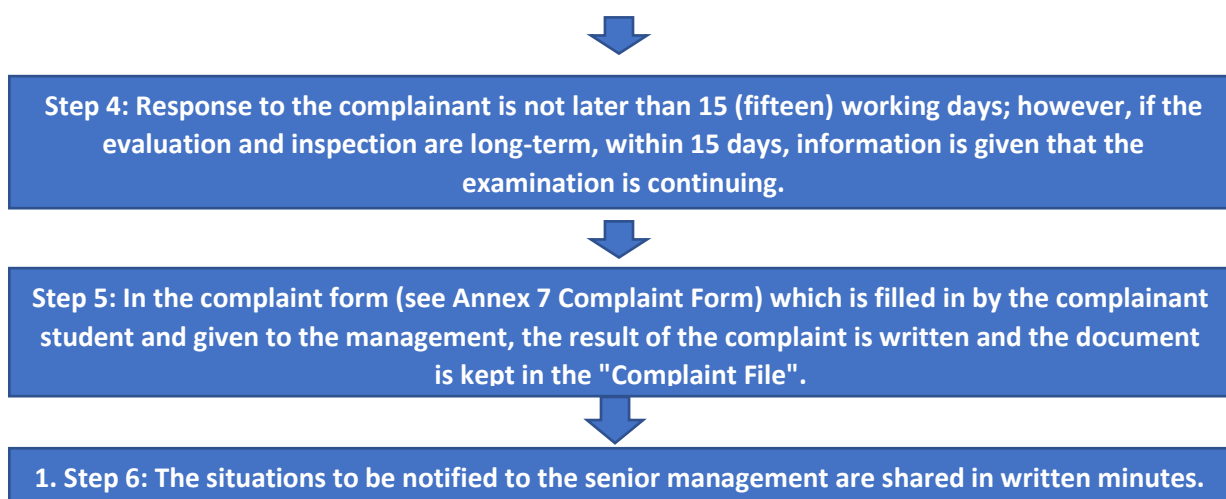 Step 4: Response to the complainant is not later than 15 (fifteen) working days; however, if the
evaluation and inspection are long-term, within 15 days, information is given that the
examination is continuing.
Step 5: In the complaint form (see Annex 7 Complaint Form) which is filled in by the complainant
student and given to the management, the result of the complaint is written and the document
is kept in the "Complaint File".
1. Step 6: The situations to be notified to the senior management are shared in written minutes.